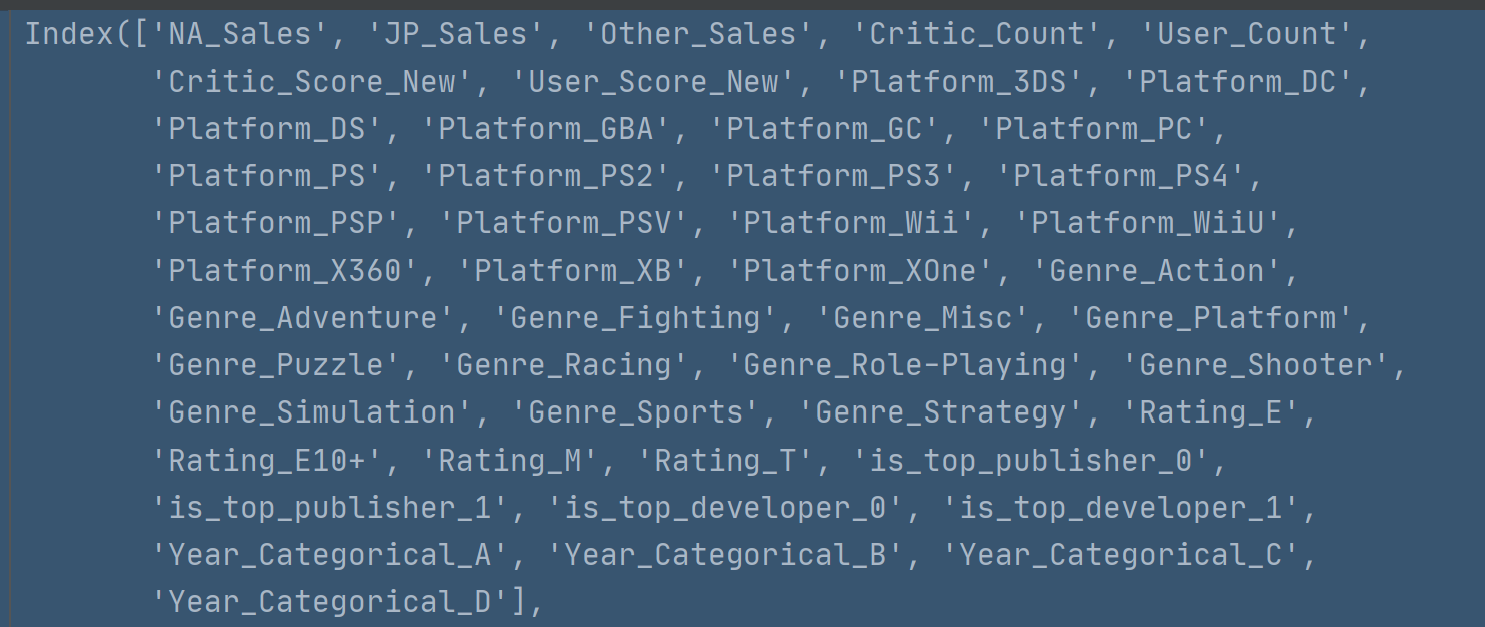 Index(['NA_Sales', 'JP_Sales', 'Other_Sales', 'Critic_Count', 'User_Count',
'Critic_Score_New', 'User_Score_New', 'Platform_3DS', 'Platform_DC',
'Platform_DS', 'Platform_GBA', 'Platform_GC', 'Platform_PC',
'Platform_PS', 'Platform_PS2', 'Platform_PS3', 'Platform_PS4',
'Platform_PSP', 'Platform_PSV', 'Platform_Wii', 'Platform_WiiU',
'Platform_X360', 'Platform_XB', 'Platform_XOne', 'Genre_Action',
'Genre_Adventure', 'Genre_Fighting', 'Genre_Misc', 'Genre_Platform',
'Genre_Puzzle', 'Genre_Racing', 'Genre_Role-Playing', 'Genre_Shooter',
'Genre_Simulation', 'Genre_Sports', 'Genre_Strategy', 'Rating_E',
'Rating_E10+', 'Rating_M', 'Rating_T', 'is_top_publisher_0',
'is_top_publisher_1', 'is_top_developer_0', 'is_top_developer_1',
'Year_Categorical_A', 'Year_Categorical_B', 'Year_Categorical_C',
'Year_Categorical_D'],